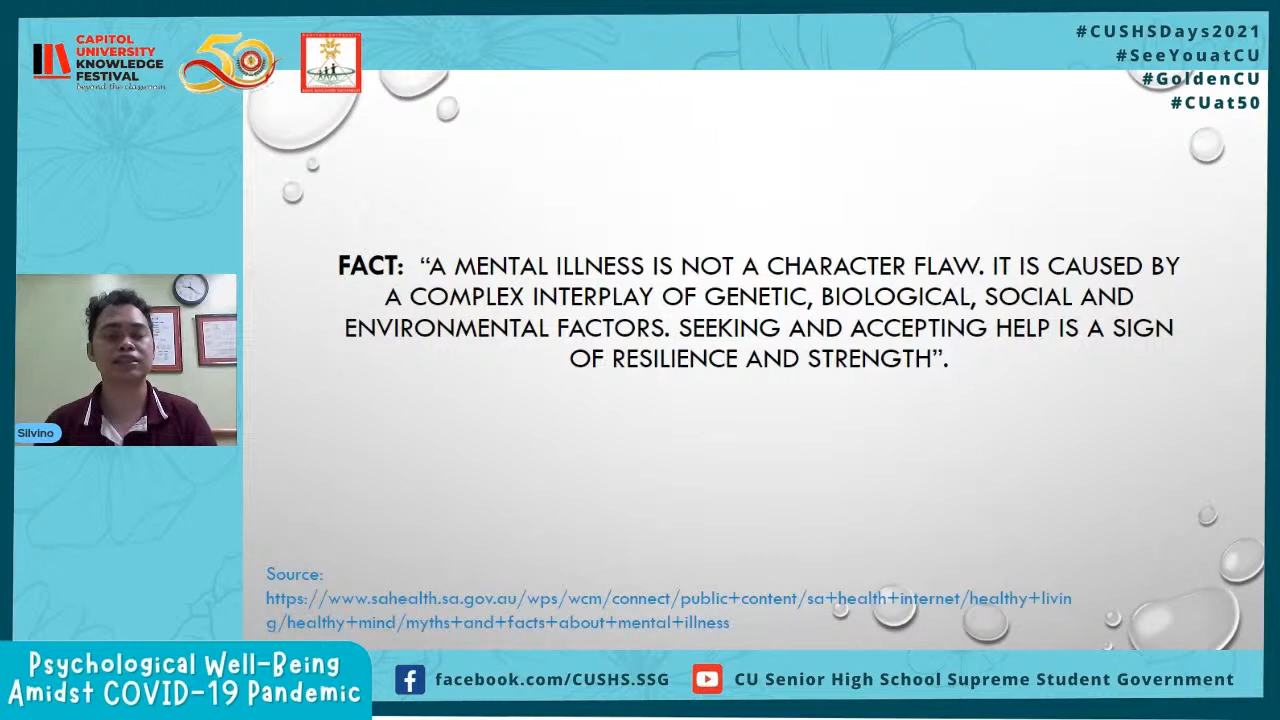 CAPITOL
UNIVERSITY
KNOWLEDGE
FESTIVAL
beyond the classroom
50
#CUSHSDays2021
#SeeYouatCU
#GoldenCU
#CUat50
FACT: “A MENTAL ILLNESS IS NOT A CHARACTER FLAW. IT IS CAUSED BY
A COMPLEX INTERPLAY OF GENETIC, BIOLOGICAL, SOCIAL AND
ENVIRONMENTAL FACTORS. SEEKING AND ACCEPTING HELP IS A SIGN
OF RESILIENCE AND STRENGTH”.
Silvino
Source:
https://www.sahealth.sa.gov.au/wps/wcm/connect/public+content/sa+health+internet/healthy+livin
g/healthy+mind/myths+and+facts+about+mental+illness
Psychological Well-Being
Amidst COVID-19 Pandemic
facebook.com/CUSHS.SSG
CU Senior High School Supreme Student Government